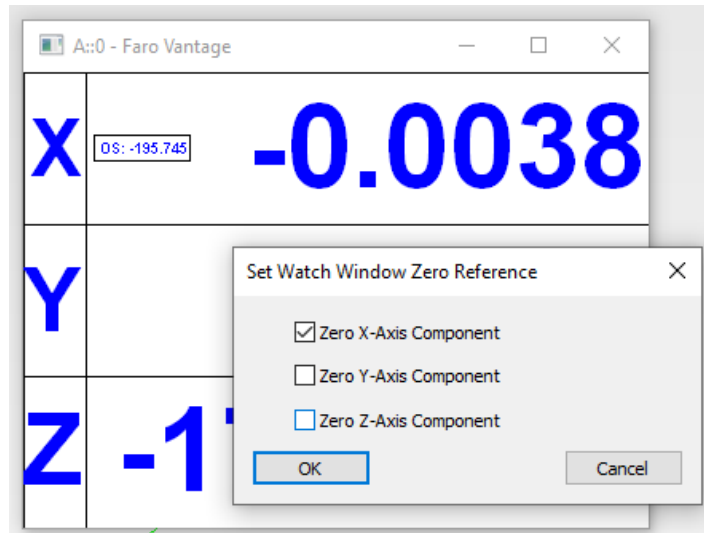 A::0 - Faro Vantage
X OS: -195.745 -0.0038
Y
Set Watch Window Zero Reference
Zero X-Axis Component
Zero Y-Axis Component
Zero Z-Axis Component
Z
OK Cancel